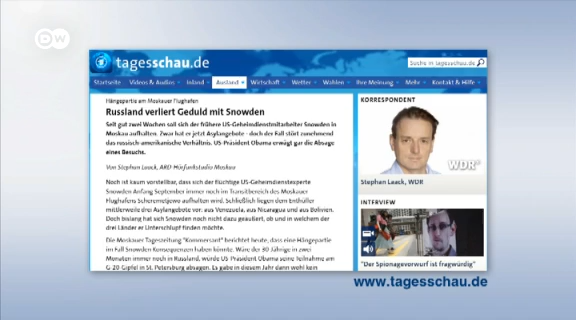 DW
tagesschau.de
Suche in tagesschau.de
Startseite Videos & Audios Inland Ausland Wirtschaft Wetter Wahlen Ihre Meinung Mehr Kontakt & Hilfe
Hängepartie am Moskauer Flughafen
Russland verliert Geduld mit Snowden
Seit gut zwei Wochen soll sich der frühere US-Geheimdienstmitarbeiter Snowden in
Moskau aufhalten. Zwar hat er jetzt Asylangebote - doch der Fall stört zunehmend
das russisch-amerikanische Verhältnis. US-Präsident Obama erwägt gar die Absage
eines Besuchs.
Von Stephan Laack, ARD-Hörfunkstudio Moskau
Noch ist kaum vorstellbar, dass sich der flüchtige US-Geheimdienstexperte
Snowden Anfang September immer noch im Transitbereich des Moskauer
Flughafens Scheremetjewo aufhalten wird. Schließlich liegen dem Enthüller
mittlerweile drei Asylangebote vor: aus Venezuela, aus Nicaragua und aus Bolivien.
Doch bislang hat sich Snowden noch nicht dazu geäußert, ob und in welchem der
drei Länder er Unterschlupf finden möchte.
Die Moskauer Tageszeitung "Kommersant" berichtet heute, dass eine Hängepartie
im Fall Snowden Konsequenzen haben könnte. Wäre der 30-Jährige in zwei
Monaten immer noch in Russland, würde US-Präsident Obama seine Teilnahme am
G-20-Gipfel in St. Petersburg absagen. Es gäbe in diesem Jahr dann wohl kein
KORRESPONDENT
WDR
Stephan Laack, WDR
INTERVIEW
"Der Spionagevorwurf ist fragwürdig"
www.tagesschau.de